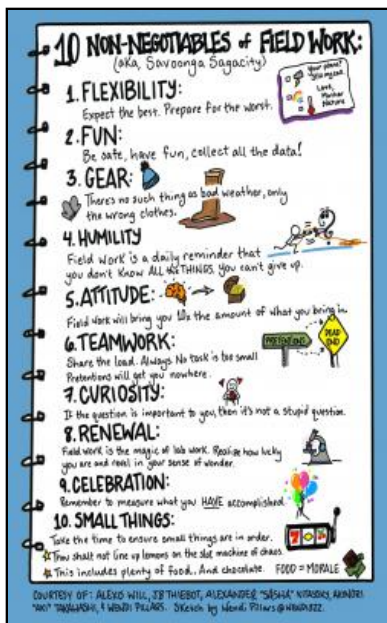 10 NON-NEGOTIABLES of FIELD WORK:
(aka, Savoonga Sagacity)
Your plans?
Love,
Mother
Nature
1. FLEXIBILITY:
Expect the best. Prepare for the worst.
2. FUN:
Be safe, have fun, collect all the data!
3. GEAR:
There's no such thing as bad weather, only
the wrong clothes.
4. HUMILITY
Field work is a daily reminder that
you don't know ALL the THINGS. You can't give up.
5. ATTITUDE:
Field work will bring you the amount of what you bring in.
6. TEAMWORK:
Share the load. Always. No task is too small
Pretentions will get you nowhere.
PRETENTIONS
DEAD
END
7. CURIOSITY:
If the question is important to you, then it's not a stupid question.
8. RENEWAL:
Field work is the magic of lab work. Realize how lucky
you are and revel in your sense of wonder.
9. CELEBRATION:
Remember to measure what you HAVE accomplished.
10. SMALL THINGS:
Take the time to ensure small things are in order.
Thou shalt not line up lemons on the slot machine of chaos.
This includes plenty of food.. And chocolate.
FOOD = MORALE
COURTESY OF: ALEXO WILL, JB THIEBOT, ALEXANDER "SASHA" KITAYSKY, AKINORI
"AKI" TAKAHASHI, & WENDI PILLARS. Sketch by Wendi Pillars @WENDI322.